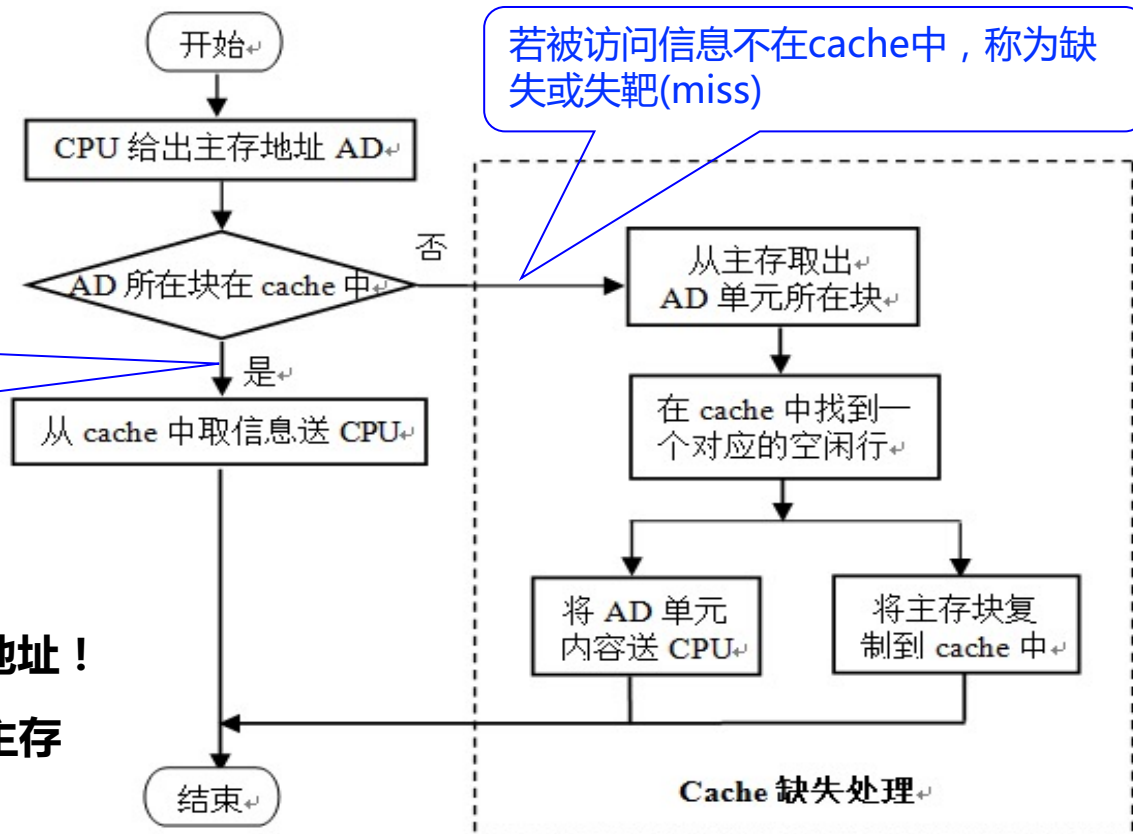 开始
若被访问信息不在cache中，称为缺
失或失靶(miss)
CPU 给出主存地址 AD
AD 所在块在 cache 中
否
是
从 cache 中取信息送 CPU
从主存取出
AD 单元所在块
在 cache 中找到一
个对应的空闲行
将 AD 单元
内容送 CPU
将主存块复
制到 cache 中
地址！
主存
结束
Cache 缺失处理